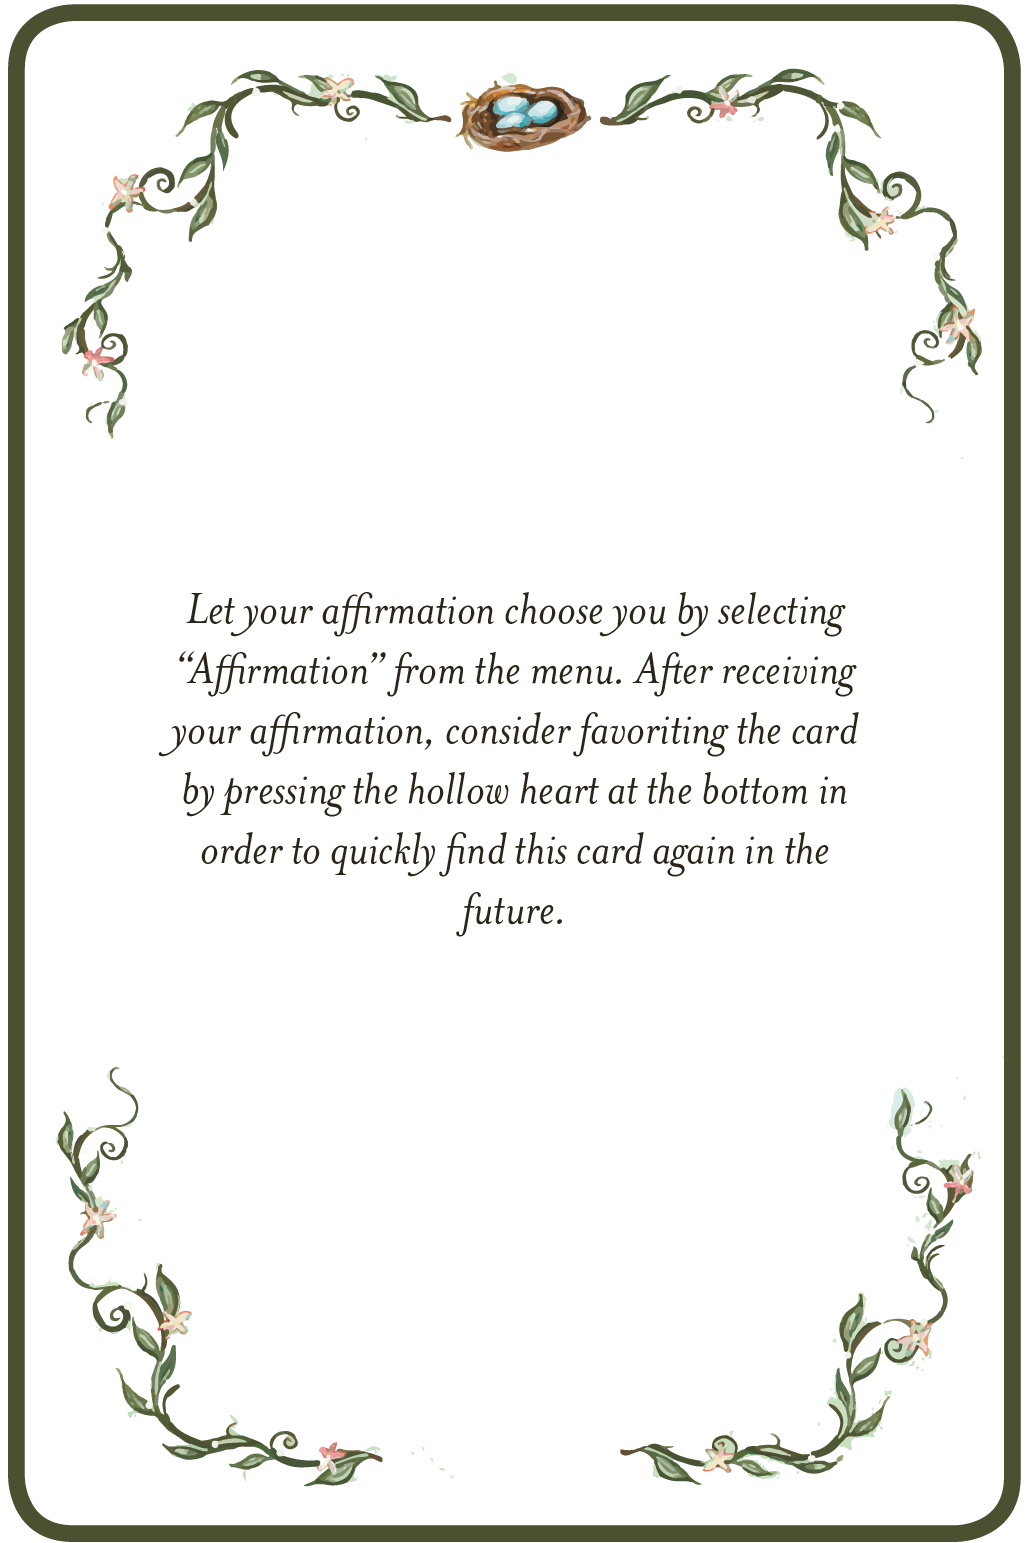 Let your affirmation choose you by selecting
“Affirmation” from the menu. After receiving
your affirmation, consider favoriting the card
by pressing the hollow heart at the bottom in
order to quickly find this card again in the
future.